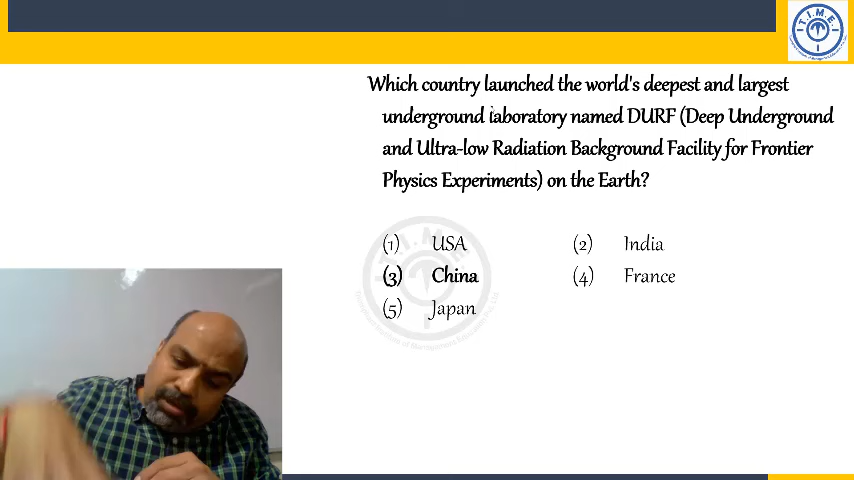 T.I.M.E.
Which country launched the world's deepest and largest
underground laboratory named DURF (Deep Underground
and Ultra-low Radiation Background Facility for Frontier
Physics Experiments) on the Earth?
(1) USA (2) India
(3) China (4) France
(5) Japan
T.I.M.E.